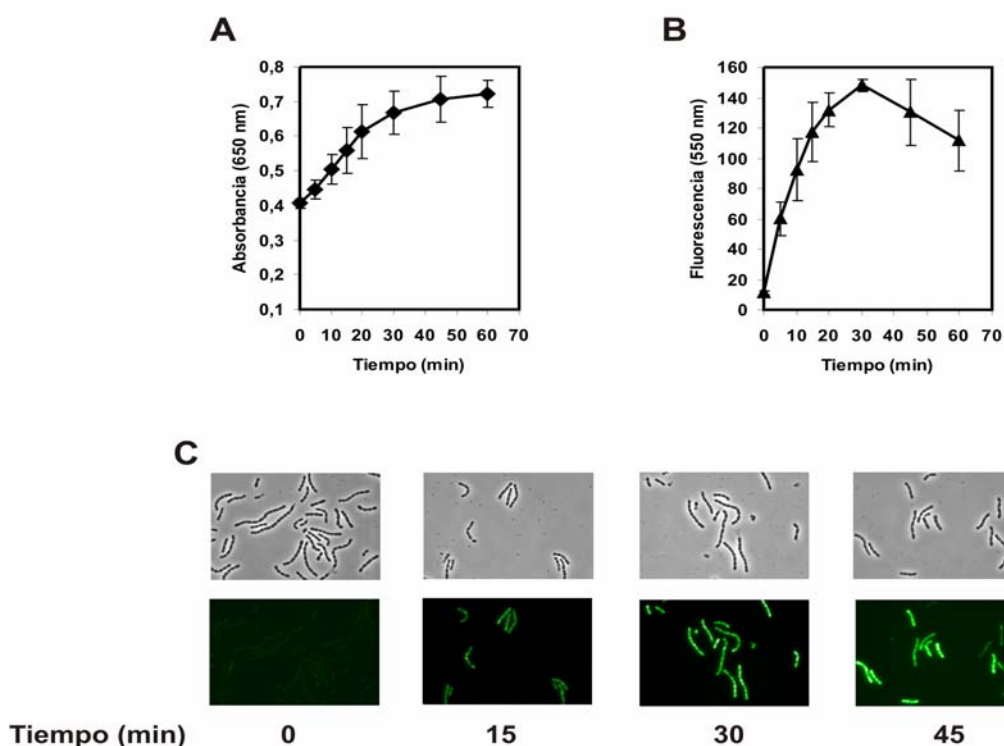 A
Absorbancia (650 nm)
0,8
0,7
0,6
0,5
0,4
0,3
0,2
0,1
0 10 20 30 40 50 60 70
Tiempo (min)
B
Fluorescencia (550 nm)
160
140
120
100
80
60
40
20
0
0 10 20 30 40 50 60 70
Tiempo (min)
C
Tiempo (min) 0 15 30 45